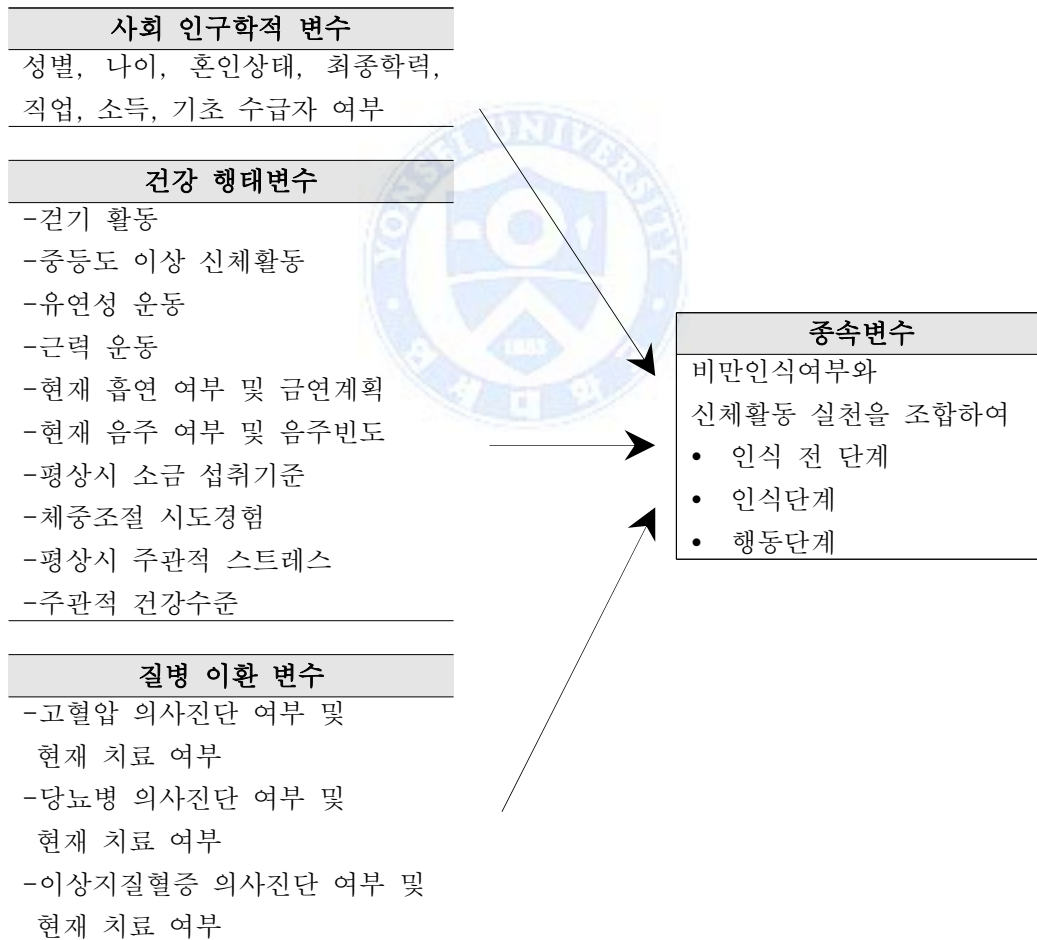 사회 인구학적 변수
성별, 나이, 혼인상태, 최종학력,
직업, 소득, 기초 수급자 여부
건강 행태변수
-걷기 활동
-중등도 이상 신체활동
-유연성 운동
-근력 운동
-현재 흡연 여부 및 금연계획
-현재 음주 여부 및 음주빈도
-평상시 소금 섭취기준
-체중조절 시도경험
-평상시 주관적 스트레스
-주관적 건강수준
질병 이환 변수
-고혈압 의사진단 여부 및
현재 치료 여부
-당뇨병 의사진단 여부 및
현재 치료 여부
-이상지질혈증 의사진단 여부 및
현재 치료 여부
종속변수
비만인식여부와
신체활동 실천을 조합하여
• 인식 전 단계
• 인식단계
• 행동단계
YONSEI UNIVERSITY
1885